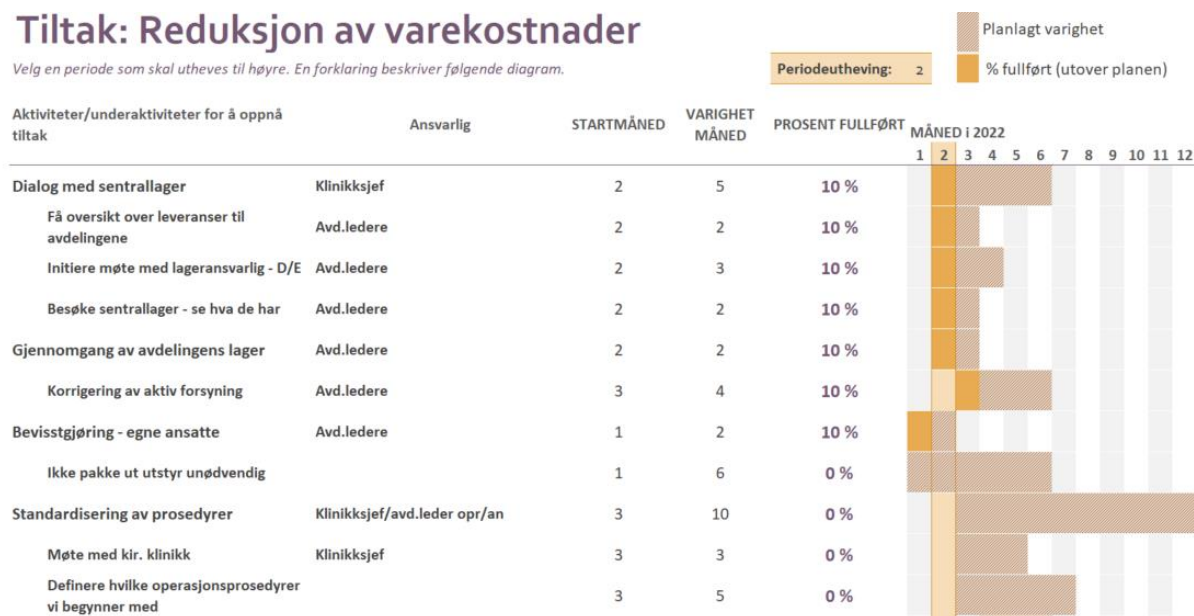 Tiltak: Reduksjon av varekostnader
Velg en periode som skal utheves til høyre. En forklaring beskriver følgende diagram.
Periodeutheving: 2
Planlagt varighet
% fullført (utover planen)
Aktiviteter/underaktiviteter for å oppnå
tiltak
Ansvarlig
STARTMÅNED
VARIGHET
MÅNED
PROSENT FULLFØRT
MÅNED i 2022
1 2 3 4 5 6 7 8 9 10 11 12
Dialog med sentrallager Klinikksjef 2 5 10 %
Få oversikt over leveranser til
avdelingene
Avd.ledere 2 2 10 %
Initiere møte med lageransvarlig - D/E Avd.ledere 2 3 10 %
Besøke sentrallager - se hva de har Avd.ledere 2 2 10 %
Gjennomgang av avdelingens lager Avd.ledere 2 2 10 %
Korrigering av aktiv forsyning Avd.ledere 3 4 10 %
Bevisstgjøring - egne ansatte Avd.ledere 1 2 10 %
Ikke pakke ut utstyr unødvendig 1 6 0 %
Standardisering av prosedyrer Klinikksjef/avd.leder opr/an 3 10 0 %
Møte med kir. klinikk Klinikksjef 3 3 0 %
Definere hvilke operasjonsprosedyrer
vi begynner med
3 5 0 %